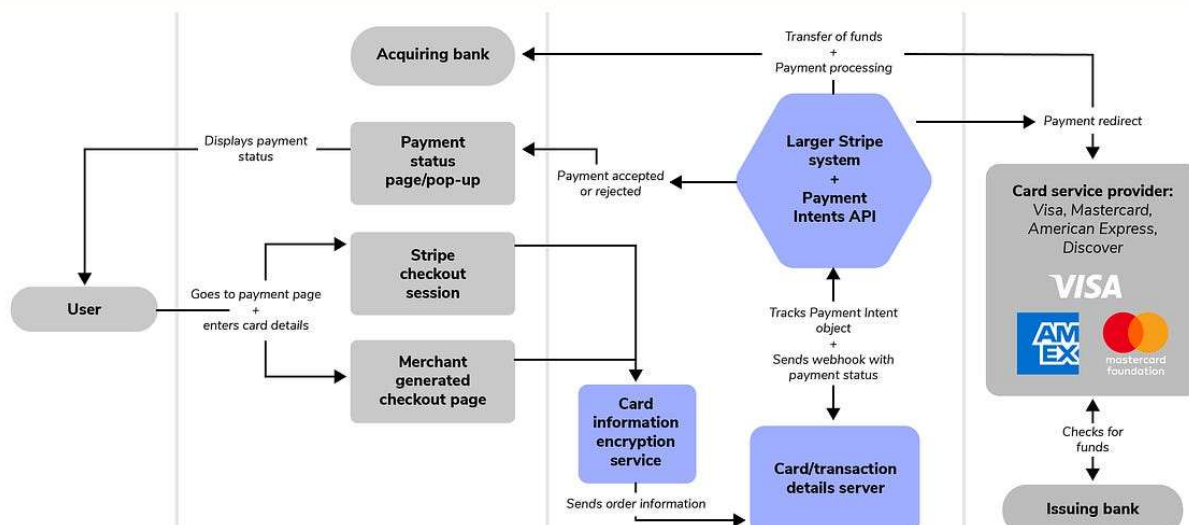 Acquiring bank
Transfer of funds
+
Payment processing
Displays payment
status
Payment
status
page/pop-up
Payment accepted
or rejected
Larger Stripe
system
+
Payment
Intents API
Payment redirect
Card service provider:
Visa, Mastercard,
American Express,
Discover
VISA
AM
EX
mastercard
foundation
User
Goes to payment page
+
enters card details
Stripe
checkout
session
Merchant
generated
checkout page
Tracks Payment Intent
object
+
Sends webhook with
payment status
Card
information
encryption
service
Sends order information
Card/transaction
details server
Checks for
funds
Issuing bank